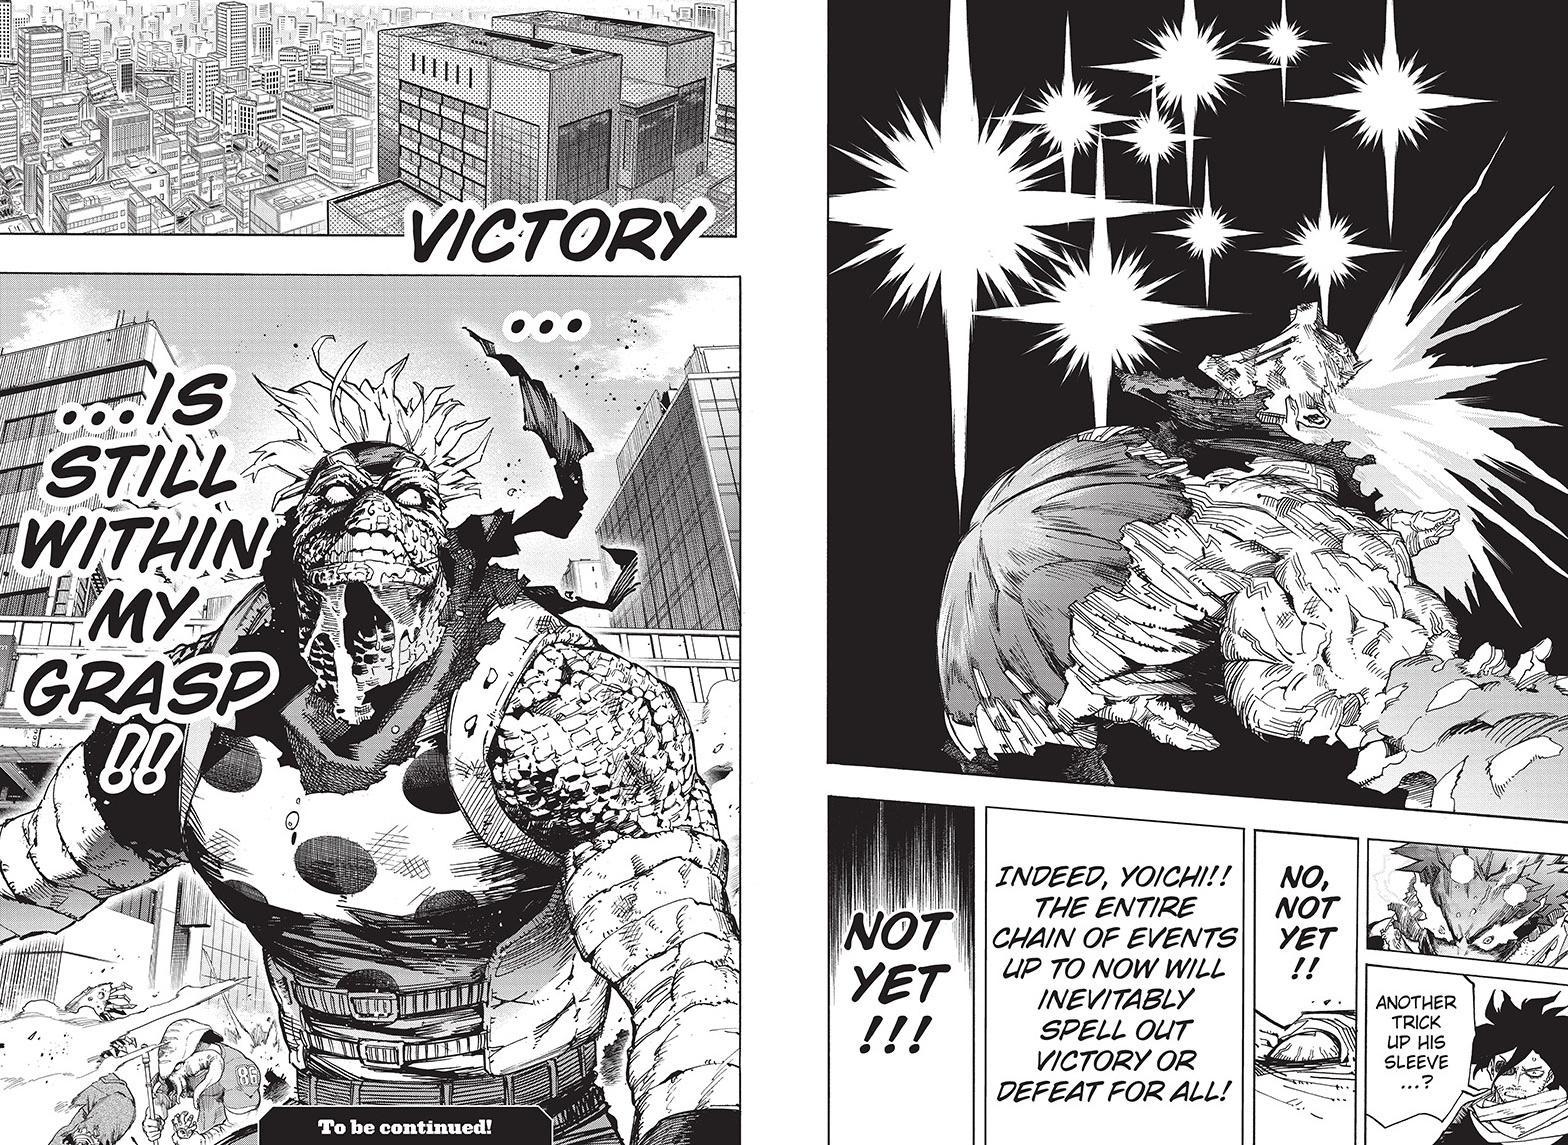 ANOTHER
TRICK
UP HIS
SLEEVE
...?
NO,
NOT
YET
!!
INDEED, YOICHI!!
THE ENTIRE
CHAIN OF EVENTS
UP TO NOW WILL
INEVITABLY
SPELL OUT
VICTORY OR
DEFEAT FOR ALL!
NOT
YET
!!!
VICTORY
...
...IS
STILL
WITHIN
MY
GRASP
!!
86
To be continued!